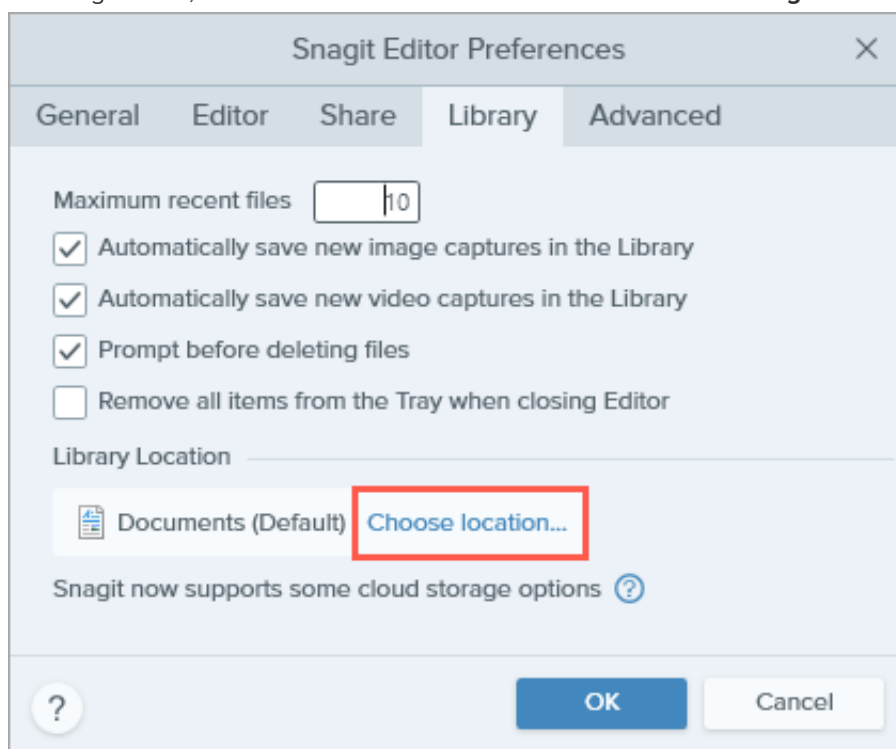 Snagit Editor Preferences
General Editor Share Library Advanced
Maximum recent files 10
Automatically save new image captures in the Library
Automatically save new video captures in the Library
Prompt before deleting files
Remove all items from the Tray when closing Editor
Library Location
Documents (Default) Choose location...
Snagit now supports some cloud storage options ?
? OK Cancel